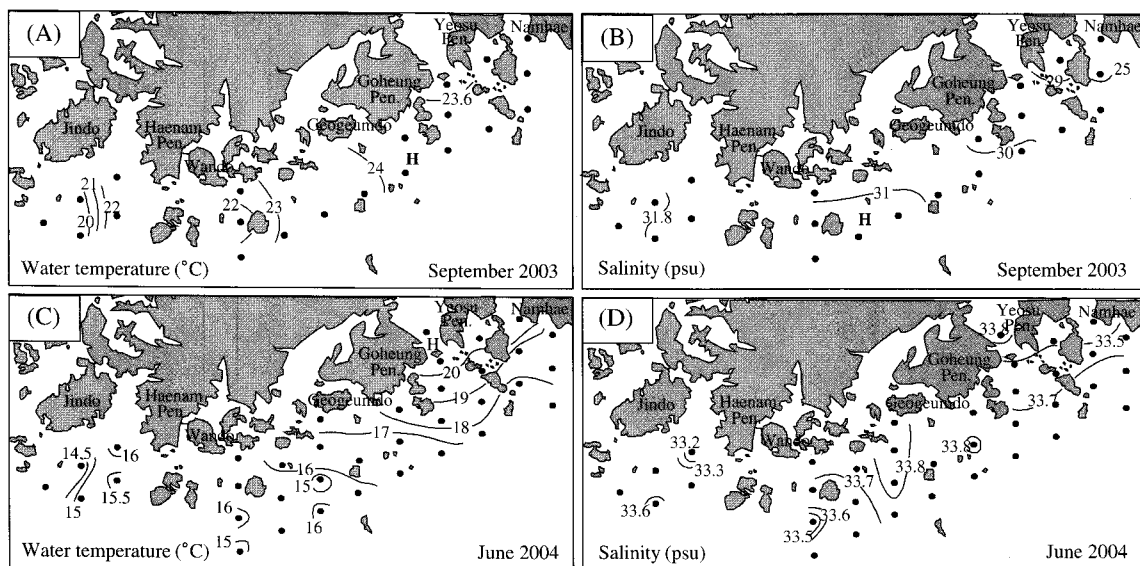 (A)
Yeosu
Pen.
Namhae
Goheung
Pen.
23.6
Jindo
Haenam
Pen.
Geogeumdo
Wando
H
24
21
20
22
22
23
Water temperature (°C)
September 2003
(B)
Yeosu
Pen.
Namhae
29
25
Goheung
Pen.
Jindo
Haenam
Pen.
Geogeumdo
30
Wando
31
31.8
H
Salinity (psu)
September 2003
(C)
Yeosu
Pen.
Namhae
H
Goheung
Pen.
20
19
Jindo
Haenam
Pen.
Geogeumdo
18
Wando
17
14.5
16
15.5
15
16
15
16
16
15
Water temperature (°C)
June 2004
(D)
Yeosu
Pen.
Namhae
33.5
Goheung
Pen.
Jindo
Haenam
Pen.
Geogeumdo
Wando
33.8
33.2
33.3
33.8
33.7
33.6
33.6
33.5
Salinity (psu)
June 2004